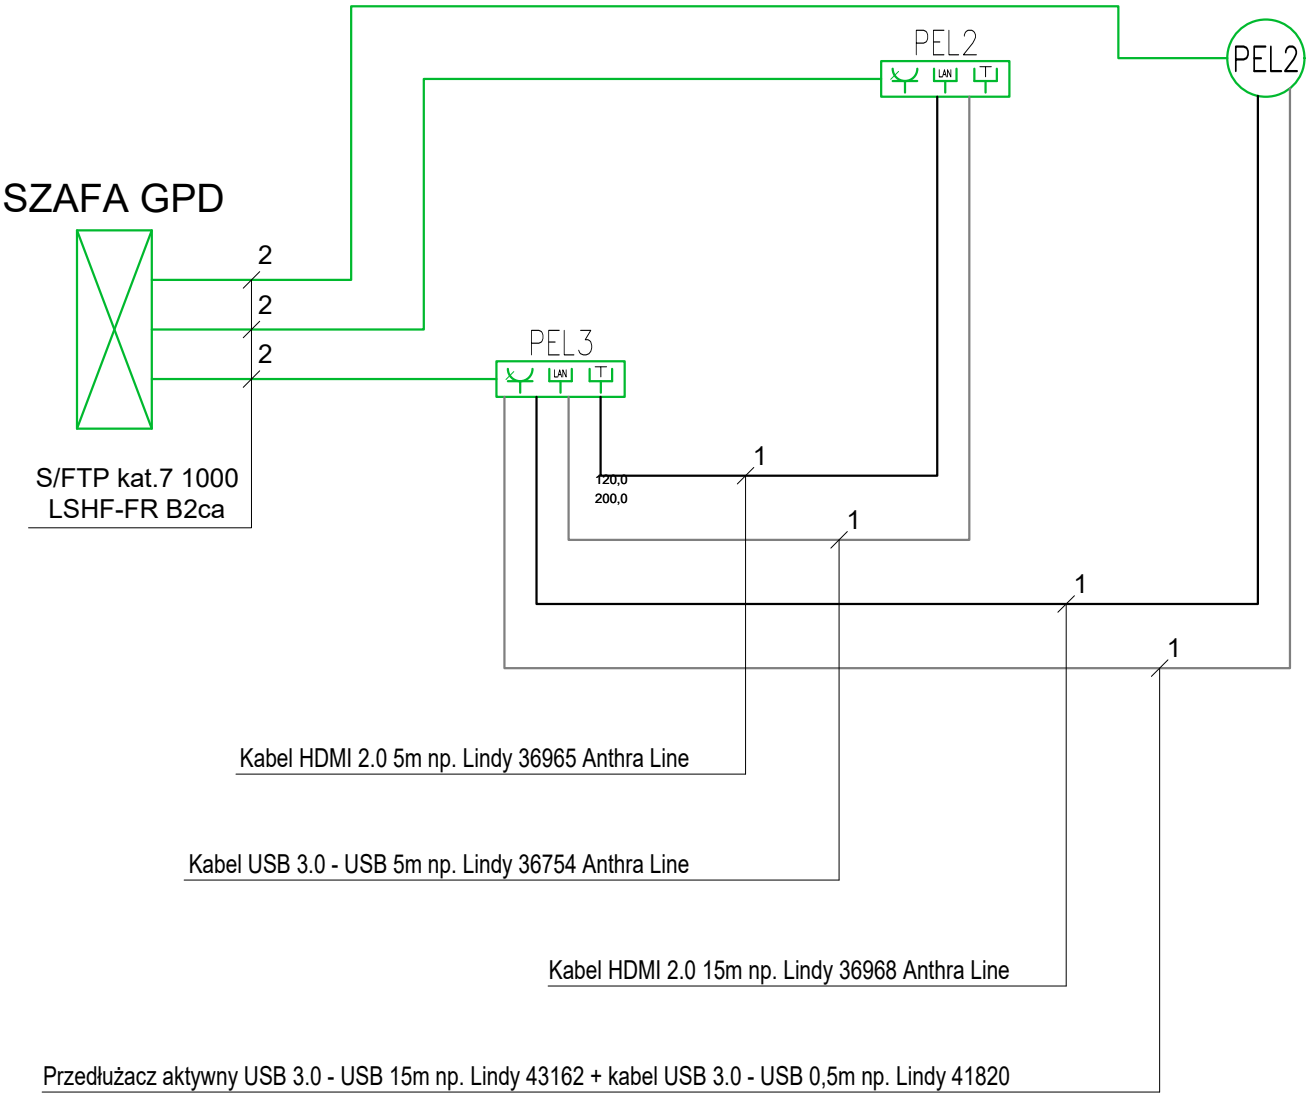 PEL2
PEL2
LAN T
SZAFA GPD
2
2
2
PEL3
LAN T
S/FTP kat.7 1000
LSHF-FR B2ca
1
120,0
200,0
1
1
1
Kabel HDMI 2.0 5m np. Lindy 36965 Anthra Line
Kabel USB 3.0 - USB 5m np. Lindy 36754 Anthra Line
Kabel HDMI 2.0 15m np. Lindy 36968 Anthra Line
Przedłużacz aktywny USB 3.0 - USB 15m np. Lindy 43162 + kabel USB 3.0 - USB 0,5m np. Lindy 41820